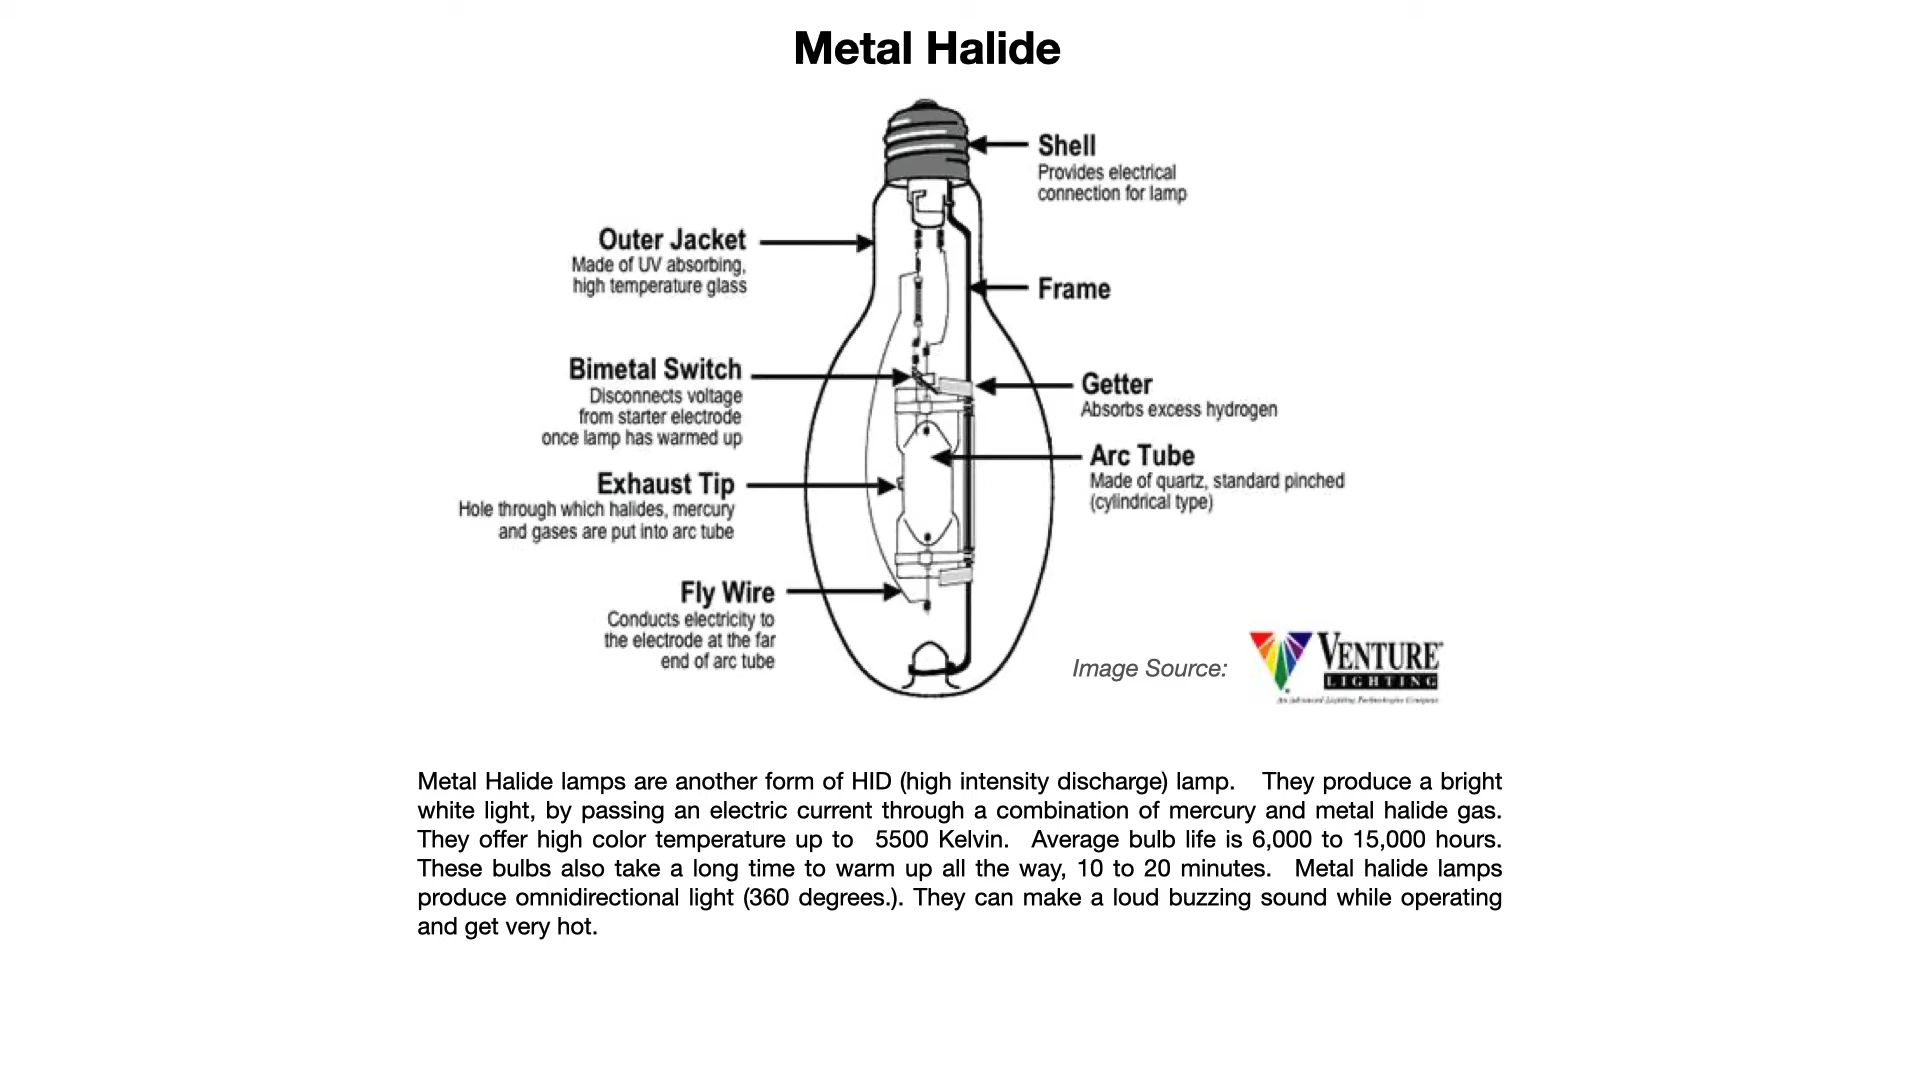 Metal Halide
Shell
Provides electrical
connection for lamp
Outer Jacket
Made of UV absorbing,
high temperature glass
Frame
Bimetal Switch
Disconnects voltage
from starter electrode
once lamp has warmed up
Getter
Absorbs excess hydrogen
Arc Tube
Made of quartz, standard pinched
(cylindrical type)
Exhaust Tip
Hole through which halides, mercury
and gases are put into arc tube
Fly Wire
Conducts electricity to
the electrode at the far
end of arc tube
Image Source:
VENTURE
LIGHTING
An Advanced Lighting Technologies Company
Metal Halide lamps are another form of HID (high intensity discharge) lamp. They produce a bright
white light, by passing an electric current through a combination of mercury and metal halide gas.
They offer high color temperature up to 5500 Kelvin. Average bulb life is 6,000 to 15,000 hours.
These bulbs also take a long time to warm up all the way, 10 to 20 minutes. Metal halide lamps
produce omnidirectional light (360 degrees.). They can make a loud buzzing sound while operating
and get very hot.